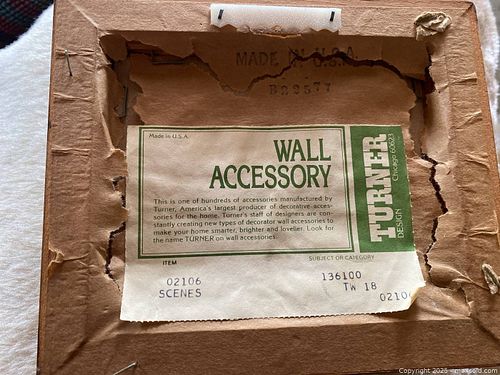 MADE IN U.S.A
B29577
Made in U.S.A.
WALL
ACCESSORY
This is one of hundreds of accessories manufactured by
Turner, America's largest producer of decorative acces-
sories for the home. Turner's staff of designers are con-
stantly creating new types of decorator wall accessories to
make your home smarter, brighter and lovelier. Look for
the name TURNER on wall accessories.
TURNER
DESIGN
Chicago 60623
ITEM
SUBJECT OR CATEGORY
02106
136100
SCENES
TW 18
0210
Copyright 2025